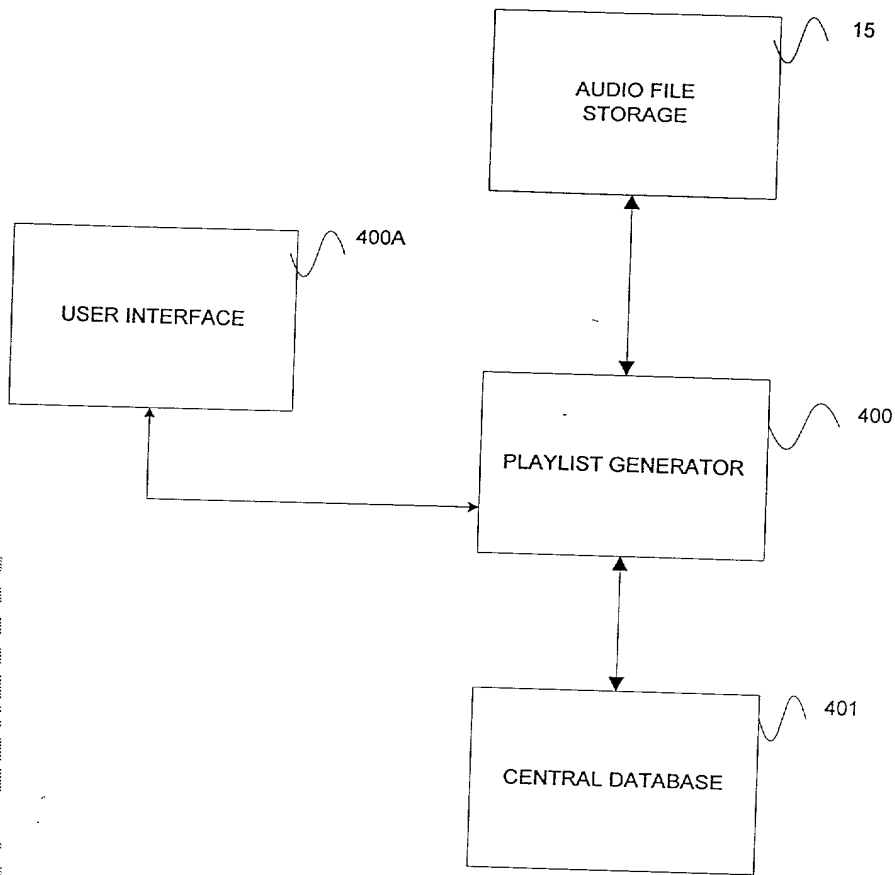 15
AUDIO FILE
STORAGE
400A
USER INTERFACE
400
PLAYLIST GENERATOR
401
CENTRAL DATABASE